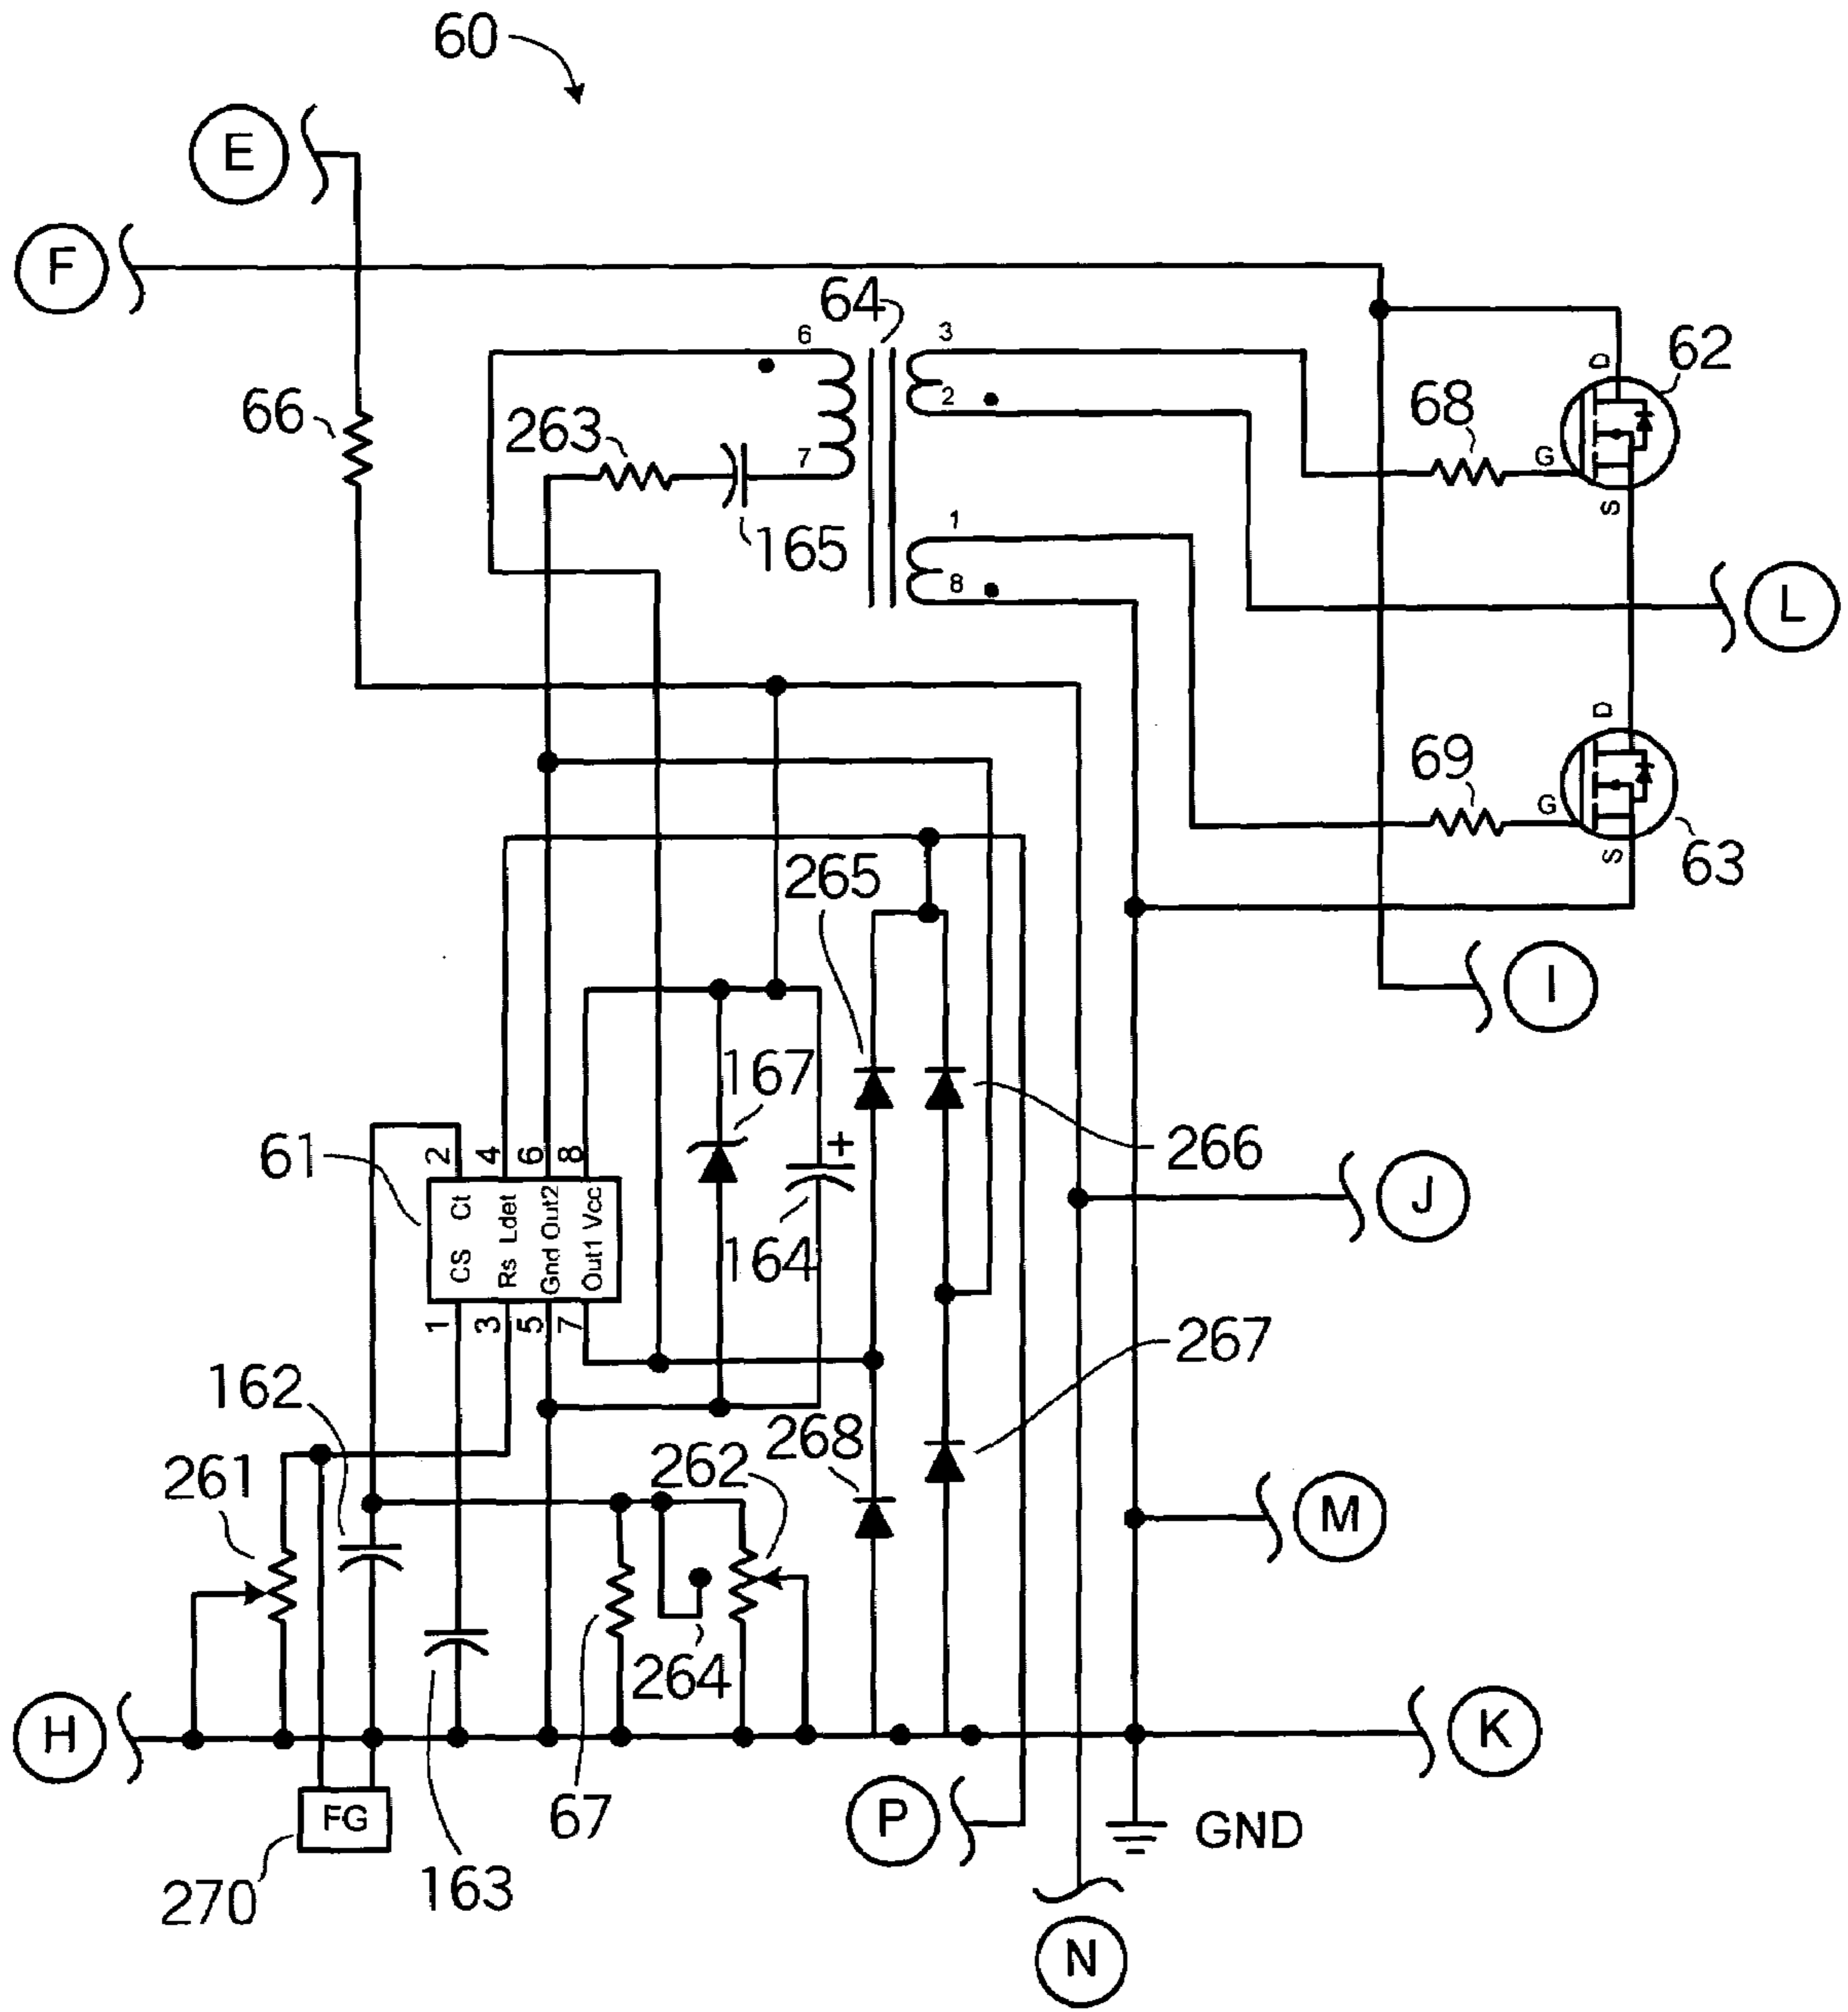 60
E
F
64
6
3
62
D
66
263
2
68
7
G
165
S
1
8
L
D
69
G
63
S
265
I
167
+
266
61
2 4 6 8
Ct Ldet Out2 Vcc
J
164
CS Rs Gnd Out1
1 3 5 7
267
162
268
261
262
M
264
H
K
67
P
FG
GND
163
270
N